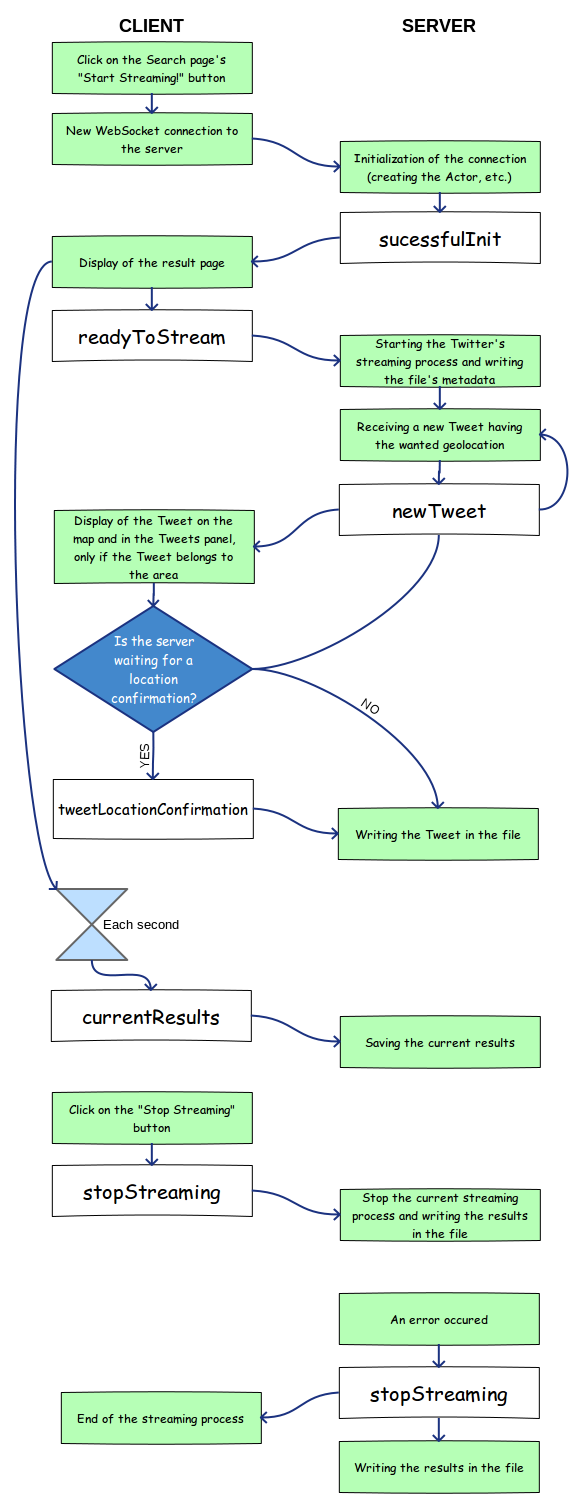 CLIENT
SERVER
Click on the Search page's
"Start Streaming!" button
New WebSocket connection to
the server
Initialization of the connection
(creating the Actor, etc.)
sucessfulInit
Display of the result page
readyToStream
Starting the Twitter's
streaming process and writing
the file's metadata
Receiving a new Tweet having
the wanted geolocation
newTweet
Display of the Tweet on the
map and in the Tweets panel,
only if the Tweet belongs to
the area
Is the server
waiting for a
location
confirmation?
NO
YES
tweetLocationConfirmation
Writing the Tweet in the file
Each second
currentResults
Saving the current results
Click on the "Stop Streaming"
button
stopStreaming
Stop the current streaming
process and writing the results
in the file
An error occured
stopStreaming
End of the streaming process
Writing the results in the file